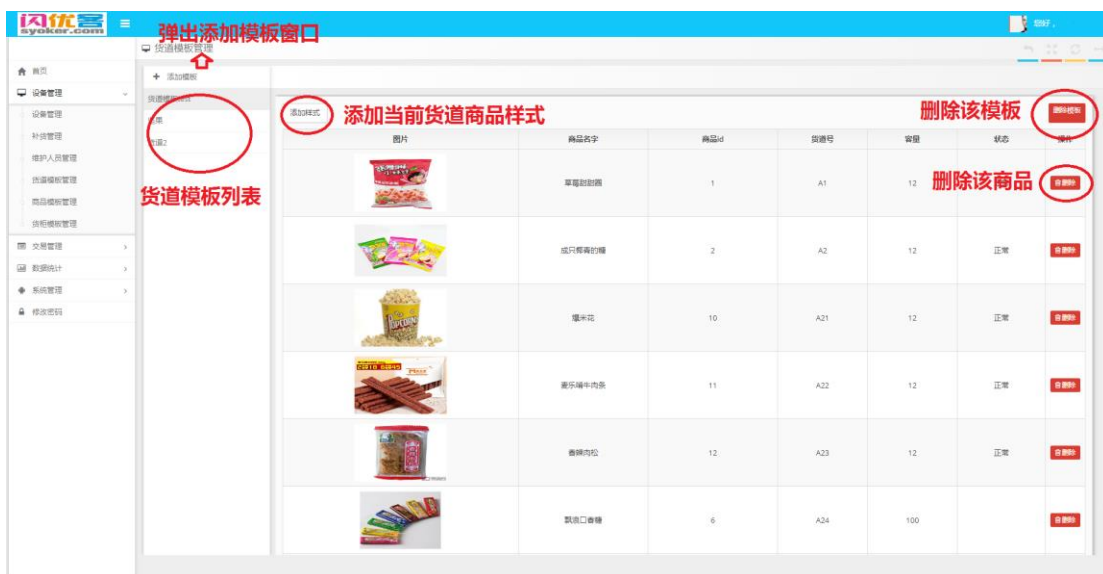 闪优客
syoker.com
您好，
弹出添加模板窗口
货道模板管理
首页
设备管理
设备管理
补货管理
维护人员管理
货道模板管理
商品模板管理
货柜模板管理
交易管理
数据统计
系统管理
修改密码
+ 添加模板
货道2
货道模板列表
添加样式
添加当前货道商品样式
删除该模板
删除模板
图片 商品名字 商品id 货道号 容量 状态 操作
草莓甜甜圈 1 A1 12
删除该商品
删除
2 A2 12 正常 删除
爆米花 10 A21 12 正常 删除
麦乐嗨牛肉条 11 A22 12 正常 删除
香辣肉松 12 A23 12 正常 删除
飘浪口香糖 6 A24 100 删除